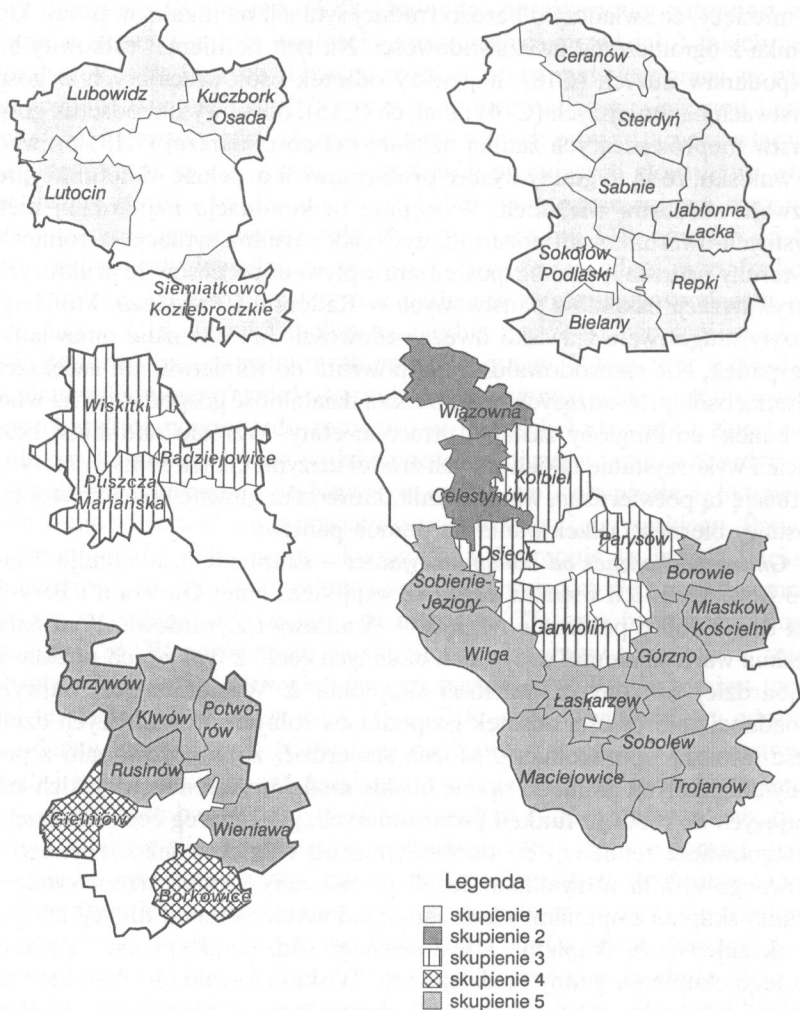 Lubowidz
Kuczbork-
Osada
Lutocin
Siemiątkowo
Koziebrodzkie
Ceranów
Sterdyń
Sabnie
Jabłonna
Lacka
Sokołów
Podlaski
Repki
Bielany
Wiskitki
Radziejowice
Puszcza
Mariańska
Wiązowna
Kołbiel
Celestynów
Osieck
Parysów
Sobienie-
Jeziory
Borowie
Miastków
Kościelny
Garwolin
Wilga
Górzno
Łaskarzew
Sobolew
Maciejowice
Trojanów
Odrzywów
Klwów
Potwo-
rów
Rusinów
Gielniów
Wieniawa
Borkowice
Legenda
skupienie 1
skupienie 2
skupienie 3
skupienie 4
skupienie 5